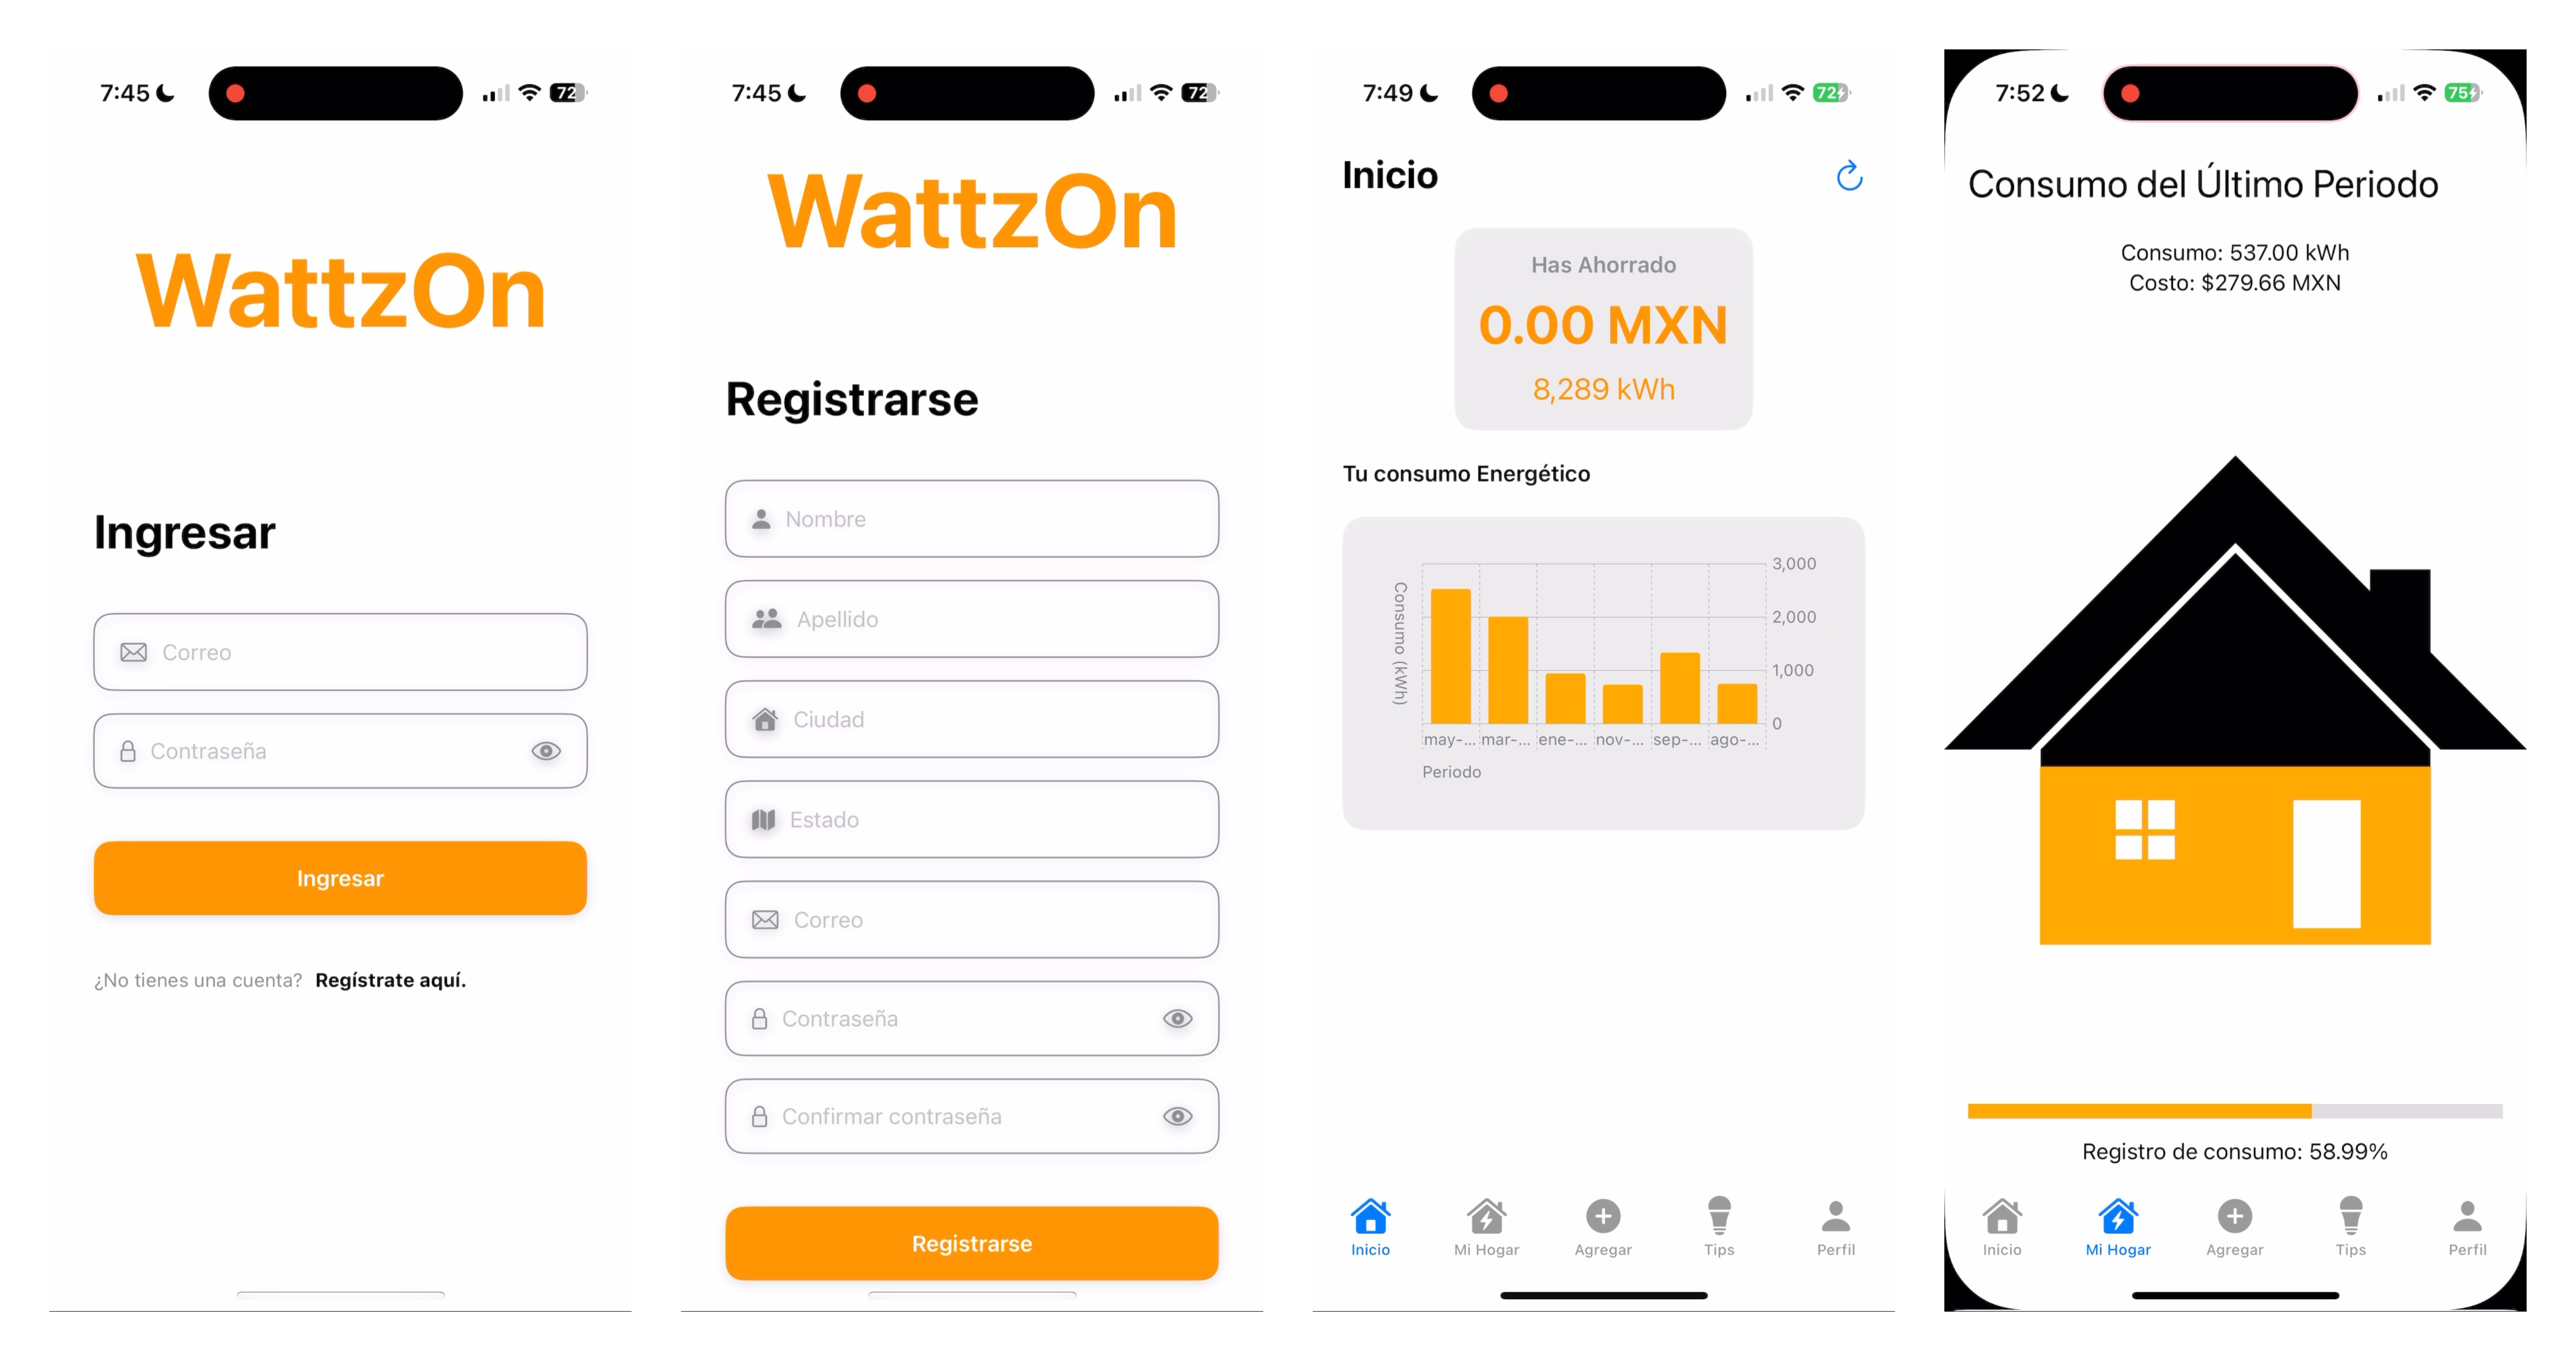 7:45
72
WattzOn
Ingresar
Correo
Contraseña
Ingresar
¿No tienes una cuenta? Regístrate aquí.
7:45
72
WattzOn
Registrarse
Nombre
Apellido
Ciudad
Estado
Correo
Contraseña
Confirmar contraseña
Registrarse
7:49
72
Inicio
Has Ahorrado
0.00 MXN
8,289 kWh
Tu consumo Energético
Consumo (kWh)
3,000
2,000
1,000
0
may-... mar-... ene-... nov-... sep-... ago-...
Periodo
Inicio Mi Hogar Agregar Tips Perfil
7:52
75
Consumo del Último Periodo
Consumo: 537.00 kWh
Costo: $279.66 MXN
Registro de consumo: 58.99%
Inicio Mi Hogar Agregar Tips Perfil